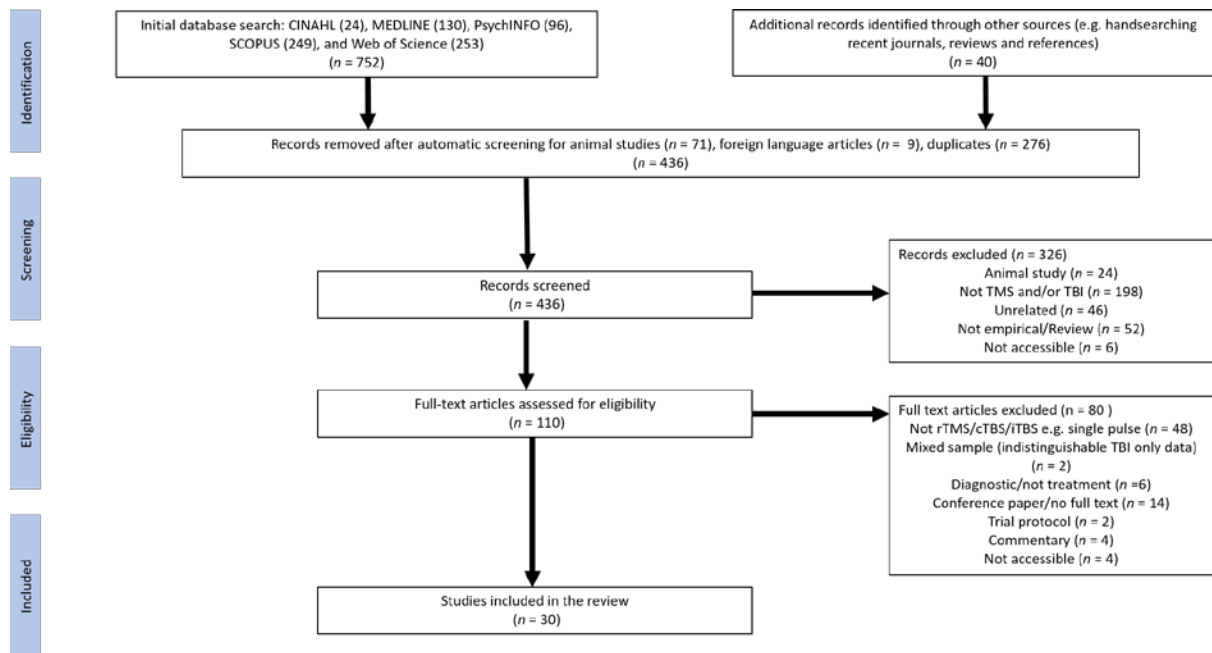 Identification
Initial database search: CINAHL (24), MEDLINE (130), PsychINFO (96),
SCOPUS (249), and Web of Science (253)
(n = 752)
Additional records identified through other sources (e.g. handsearching
recent journals, reviews and references)
(n = 40)
Records removed after automatic screening for animal studies (n = 71), foreign language articles (n = 9), duplicates (n = 276)
(n = 436)
Screening
Records screened
(n = 436)
Records excluded (n = 326)
Animal study (n = 24)
Not TMS and/or TBI (n = 198)
Unrelated (n = 46)
Not empirical/Review (n = 52)
Not accessible (n = 6)
Eligibility
Full-text articles assessed for eligibility
(n = 110)
Full text articles excluded (n = 80 )
Not rTMS/cTBS/iTBS e.g. single pulse (n = 48)
Mixed sample (indistinguishable TBI only data)
(n = 2)
Diagnostic/not treatment (n =6)
Conference paper/no full text (n = 14)
Trial protocol (n = 2)
Commentary (n = 4)
Not accessible (n = 4)
Included
Studies included in the review
(n = 30)